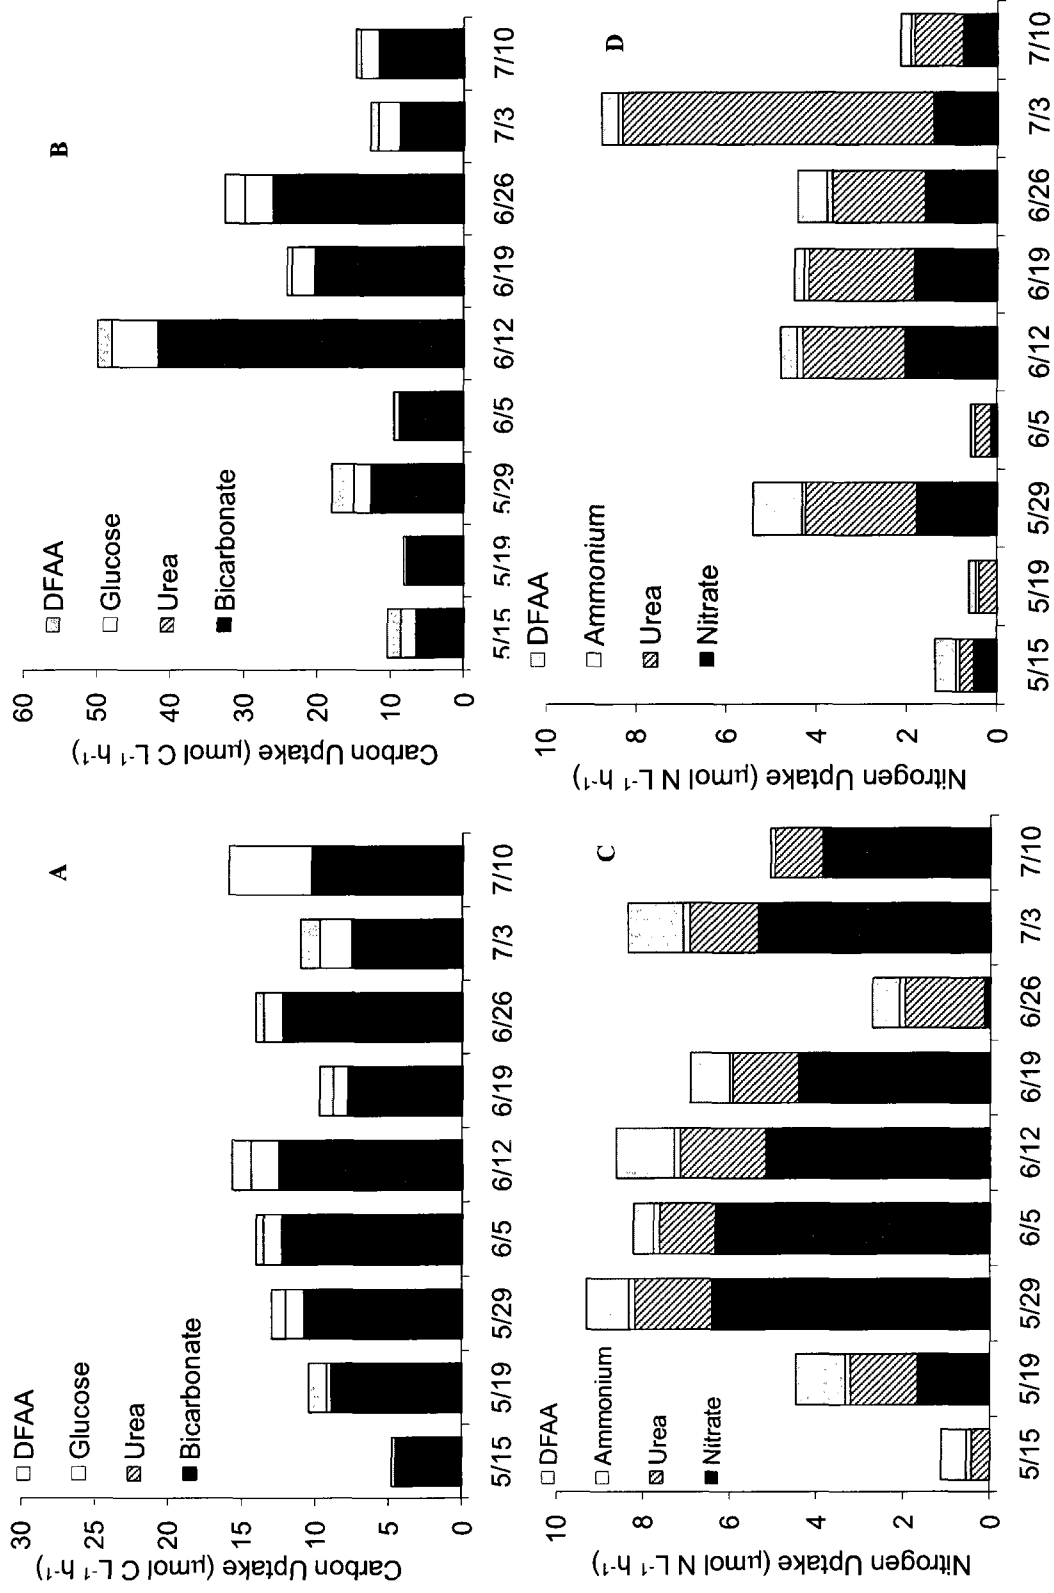 A
30
25
20
15
10
5
0
Carbon Uptake (µmol C L⁻¹ h⁻¹)
DFAA
Glucose
Urea
Bicarbonate
5/15
5/19
5/29
6/5
6/12
6/19
6/26
7/3
7/10
B
60
50
40
30
20
10
0
Carbon Uptake (µmol C L⁻¹ h⁻¹)
DFAA
Glucose
Urea
Bicarbonate
5/15
5/19
5/29
6/5
6/12
6/19
6/26
7/3
7/10
C
10
8
6
4
2
0
Nitrogen Uptake (µmol N L⁻¹ h⁻¹)
DFAA
Ammonium
Urea
Nitrate
5/15
5/19
5/29
6/5
6/12
6/19
6/26
7/3
7/10
D
10
8
6
4
2
0
Nitrogen Uptake (µmol N L⁻¹ h⁻¹)
DFAA
Ammonium
Urea
Nitrate
5/15
5/19
5/29
6/5
6/12
6/19
6/26
7/3
7/10